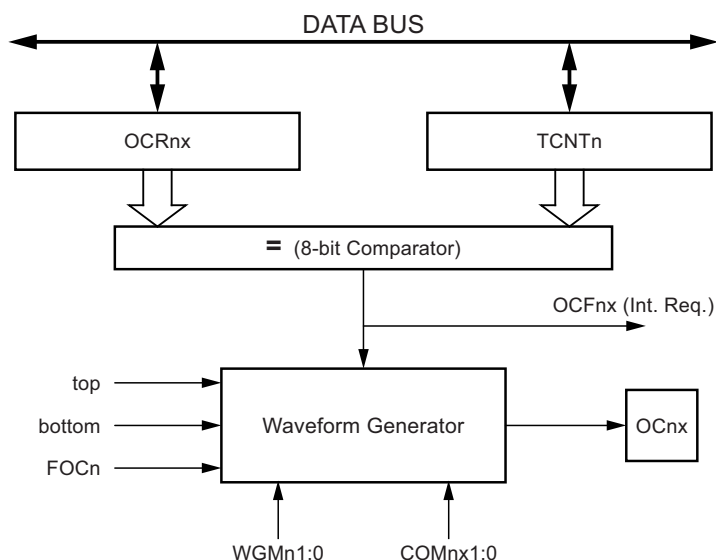 DATA BUS
OCRnx
TCNTn
= (8-bit Comparator)
OCFnx (Int. Req.)
top
bottom
FOCn
Waveform Generator
OCnx
WGMn1:0
COMnx1:0